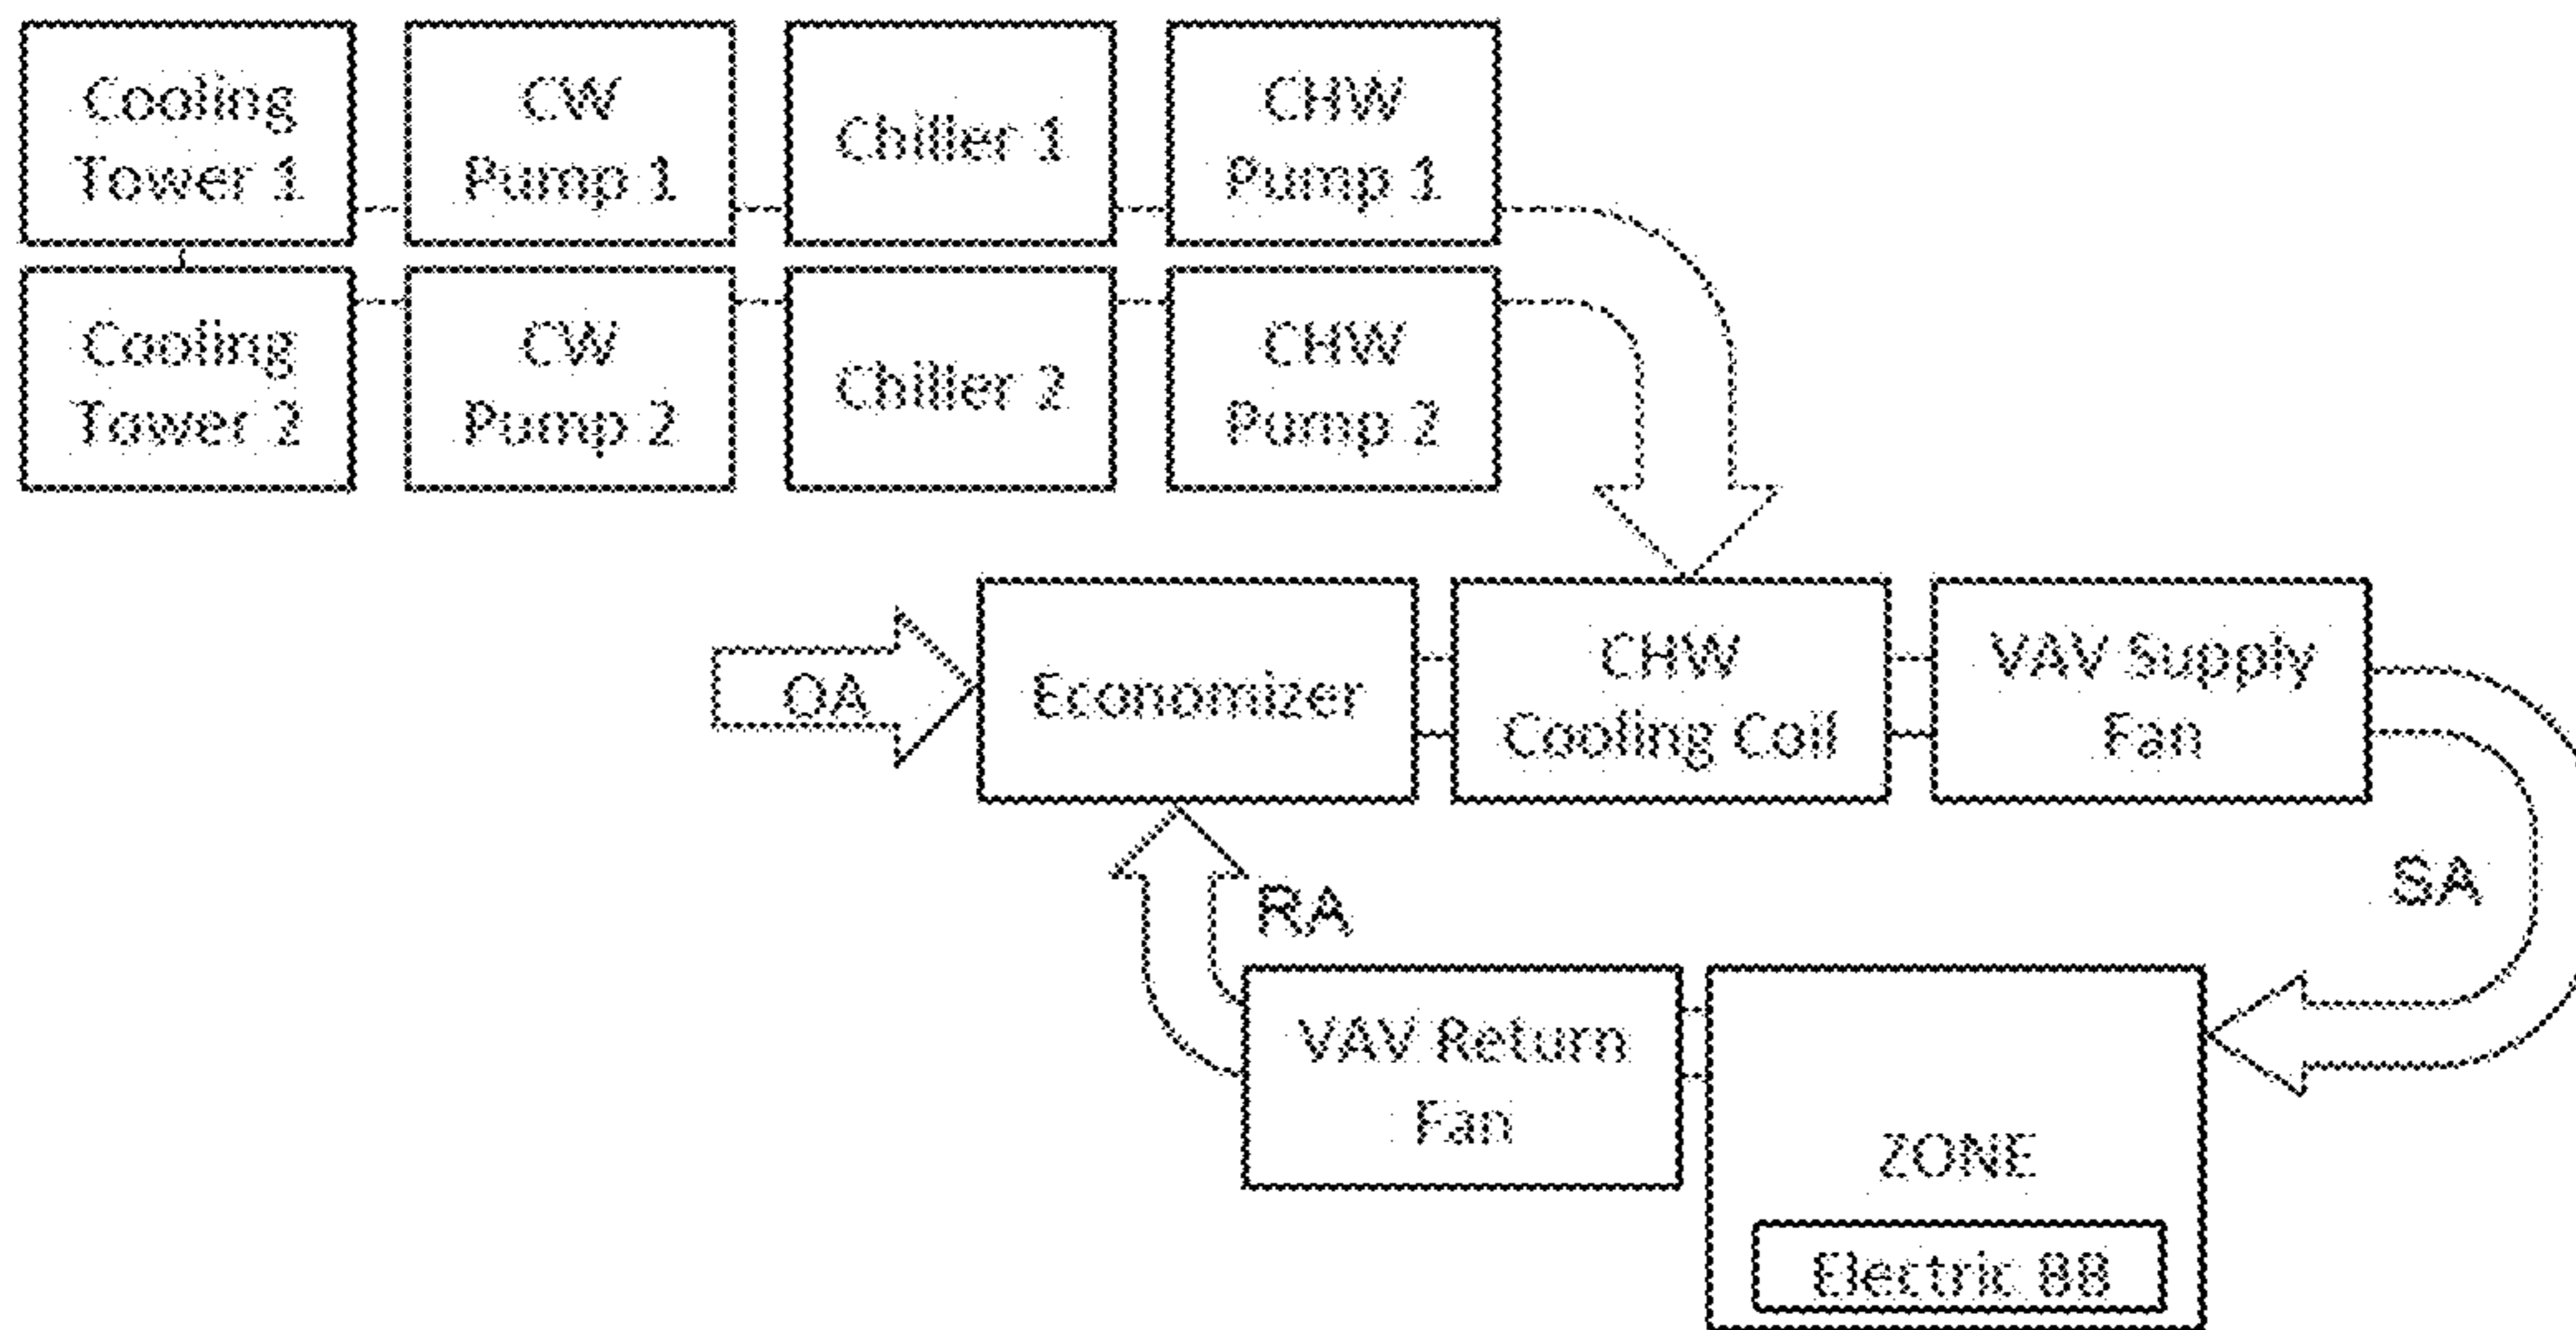 Cooling
Tower 1
CW
Pump 1
Chiller 1
CHW
Pump 1
Cooling
Tower 2
CW
Pump 2
Chiller 2
CHW
Pump 2
OA
Economizer
CHW
Cooling Coil
VAV Supply
Fan
RA
SA
VAV Return
Fan
ZONE
Electric BB